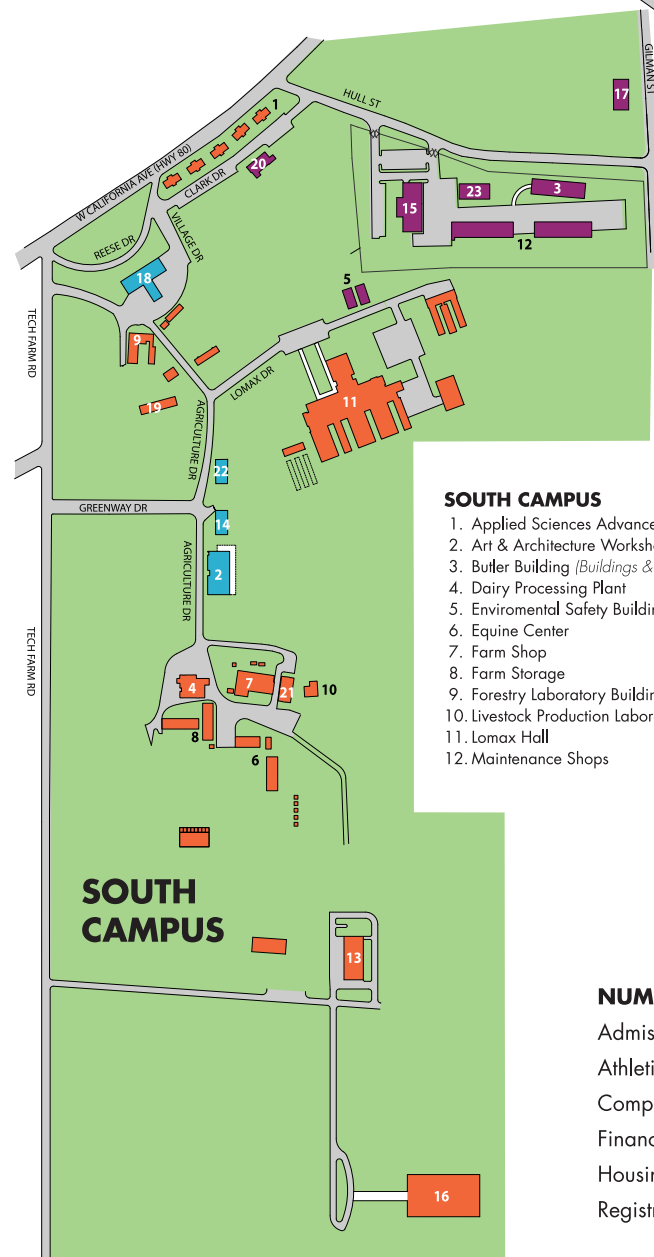 17
GILMAN ST
HULL ST
1
W CALIFORNIA AVE (HWY 80)
20
CLARK DR
23
3
15
12
VILLAGE DR
REESE DR
18
5
TECH FARM RD
9
LOMAX DR
11
19
AGRICULTURE DR
22
GREENWAY DR
14
AGRICULTURE DR
2
TECH FARM RD
4
7
21
10
8
6
SOUTH CAMPUS
1. Applied Sciences Advance
2. Art & Architecture Worksh
3. Butler Building (Buildings &
4. Dairy Processing Plant
5. Enviromental Safety Buildin
6. Equine Center
7. Farm Shop
8. Farm Storage
9. Forestry Laboratory Buildin
10. Livestock Production Labor
11. Lomax Hall
12. Maintenance Shops
SOUTH
CAMPUS
13
16
NUM
Admis
Athleti
Comp
Financ
Housin
Registr